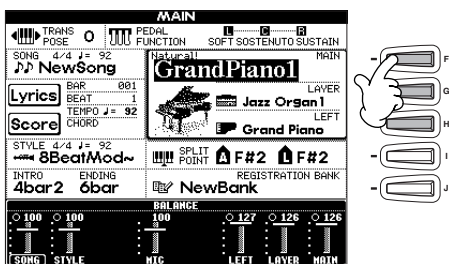 MAIN
TRANSPOSE 0
PEDAL FUNCTION
L C R
SOFT SOSTENUTO SUSTAIN
SONG 4/4 ♩= 92
NewSong
Natural! MAIN
GrandPiano1
Lyrics
BAR 001
BEAT 1
TEMPO ♩= 92
CHORD
Score
LAYER
Jazz Organ1
LEFT
Grand Piano
STYLE 4/4 ♩= 92
8BeatMod~
SPLIT POINT A F#2 L F#2
INTRO ENDING
4bar2 6bar
REGISTRATION BANK
NewBank
BALANCE
100 100 100 127 126 126
SONG STYLE MIC LEFT LAYER MAIN
F
G
H
I
J